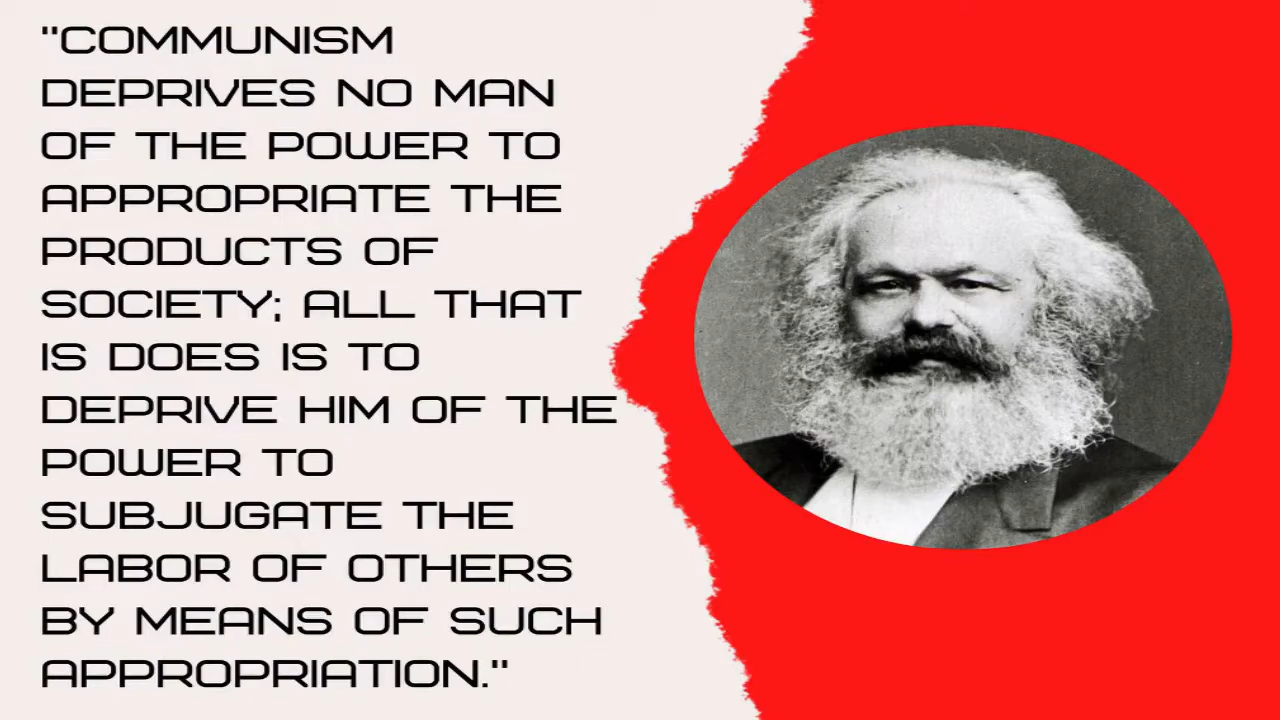 "COMMUNISM
DEPRIVES NO MAN
OF THE POWER TO
APPROPRIATE THE
PRODUCTS OF
SOCIETY; ALL THAT
IS DOES IS TO
DEPRIVE HIM OF THE
POWER TO
SUBJUGATE THE
LABOR OF OTHERS
BY MEANS OF SUCH
APPROPRIATION."